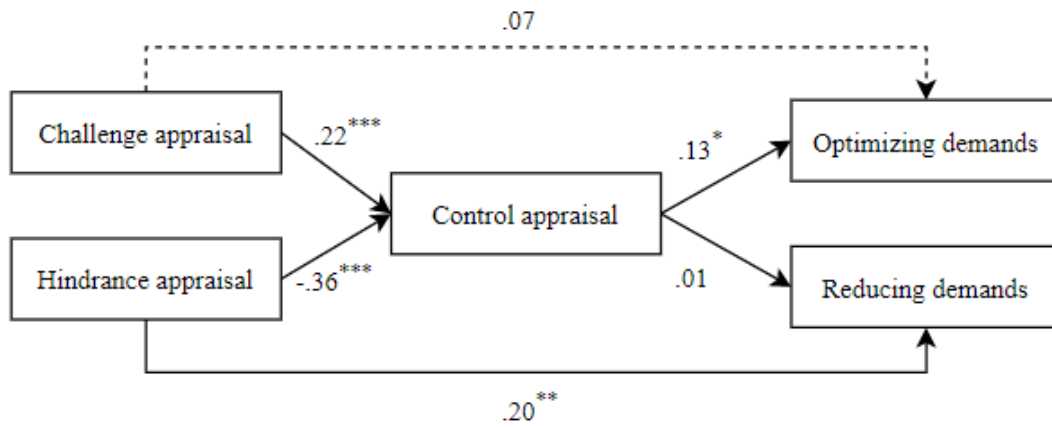 .07
Challenge appraisal
.22***
.13*
Optimizing demands
Control appraisal
Hindrance appraisal
-.36***
.01
Reducing demands
.20**